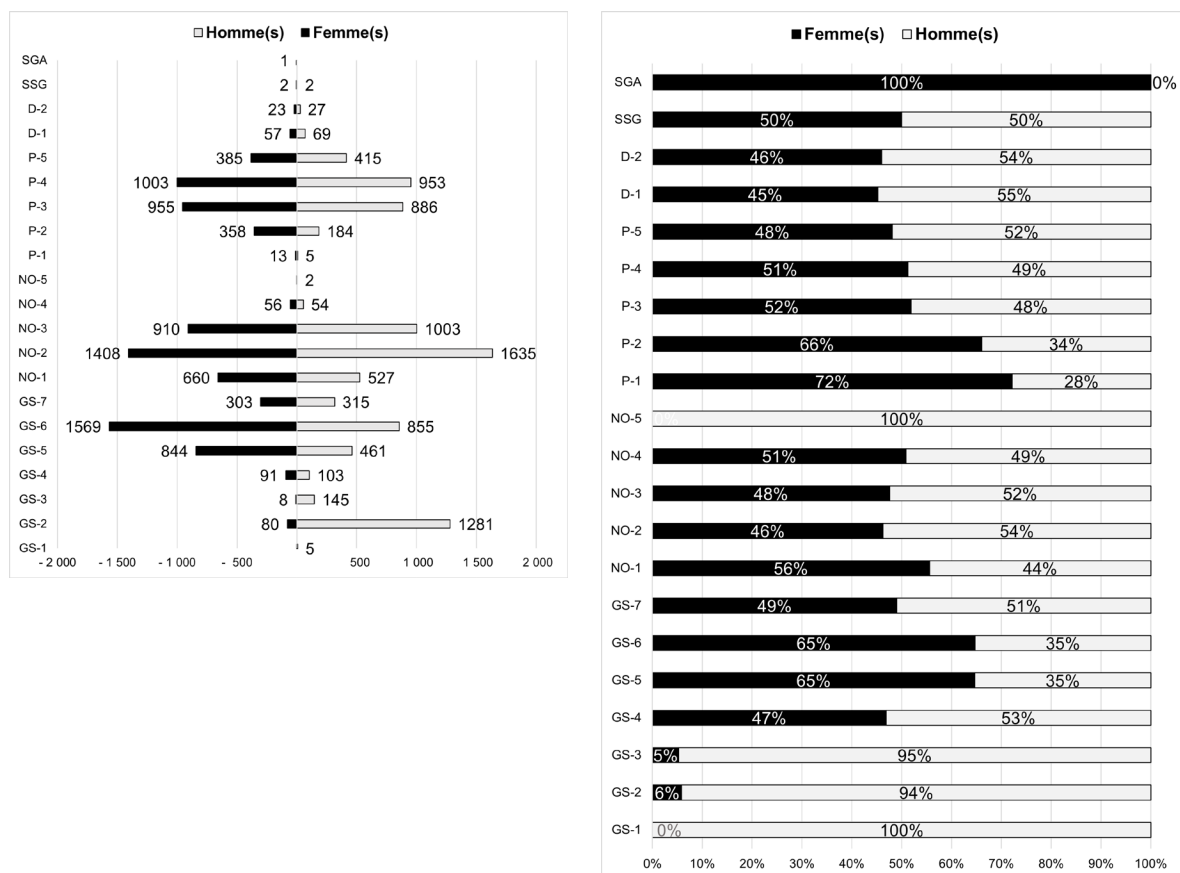 Homme(s) Femme(s)
SGA 1
SSG 2 2
D-2 23 27
D-1 57 69
P-5 385 415
P-4 1003 953
P-3 955 886
P-2 358 184
P-1 13 5
NO-5 2
NO-4 56 54
NO-3 910 1003
NO-2 1408 1635
NO-1 660 527
GS-7 303 315
GS-6 1569 855
GS-5 844 461
GS-4 91 103
GS-3 8 145
GS-2 80 1281
GS-1 5
- 2 000 - 1 500 - 1 000 - 500 0 500 1 000 1 500 2 000
Femme(s) Homme(s)
SGA 100% 0%
SSG 50% 50%
D-2 46% 54%
D-1 45% 55%
P-5 48% 52%
P-4 51% 49%
P-3 52% 48%
P-2 66% 34%
P-1 72% 28%
NO-5 0% 100%
NO-4 51% 49%
NO-3 48% 52%
NO-2 46% 54%
NO-1 56% 44%
GS-7 49% 51%
GS-6 65% 35%
GS-5 65% 35%
GS-4 47% 53%
GS-3 5% 95%
GS-2 6% 94%
GS-1 0% 100%
0% 10% 20% 30% 40% 50% 60% 70% 80% 90% 100%